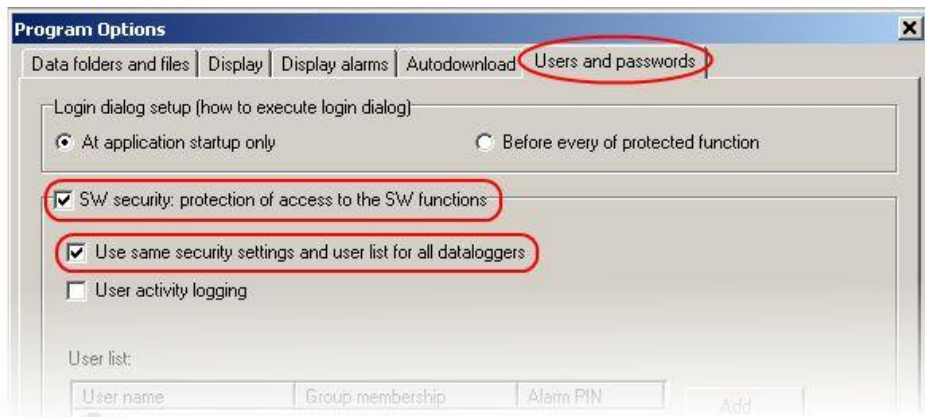 Program Options
Data folders and files Display Display alarms Autodownload Users and passwords
Login dialog setup (how to execute login dialog)
At application startup only Before every of protected function
SW security: protection of access to the SW functions
Use same security settings and user list for all dataloggers
User activity logging
User list:
User name Group membership Alarm PIN Add